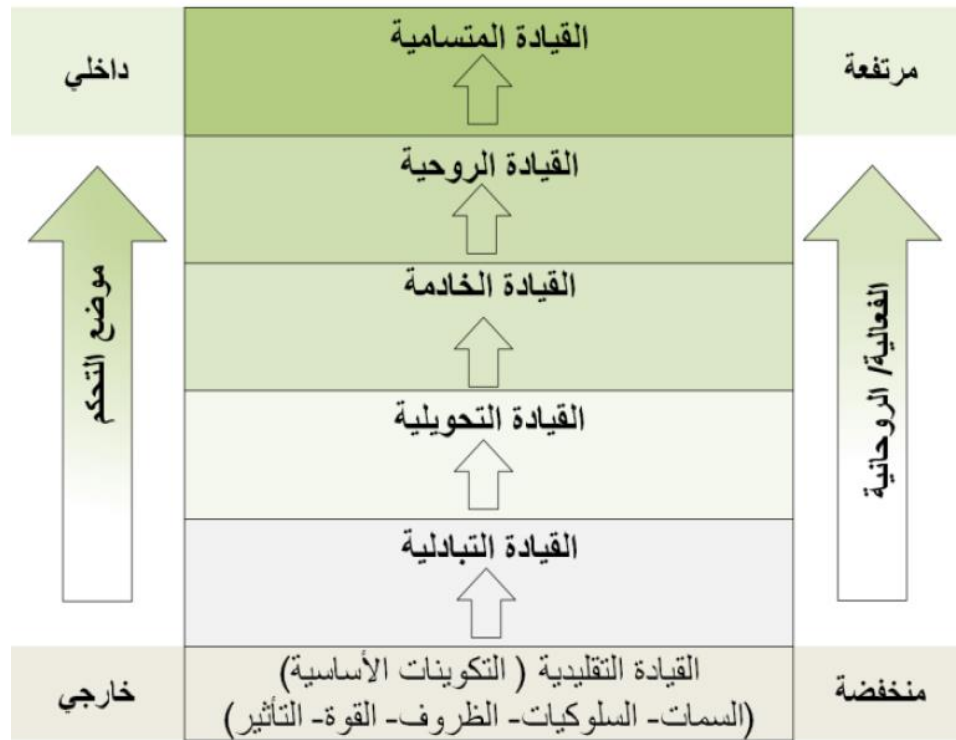 مرتفعة
القيادة المتسامية
داخلي
القيادة الروحية
القيادة الخادمة
القيادة التحويلية
القيادة التبادلية
الفعالية/ الروحانية
موضع التحكم
منخفضة
القيادة التقليدية ( التكوينات الأساسية)
(السمات- السلوكيات- الظروف- القوة- التأثير)
خارجي